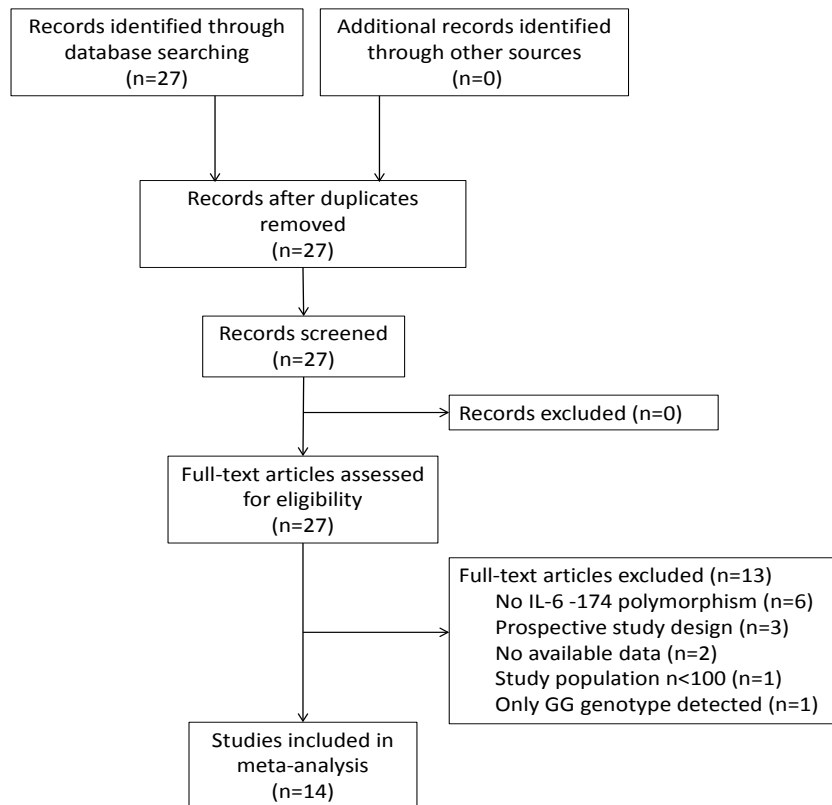 Records identified through
database searching
(n=27)
Additional records identified
through other sources
(n=0)
Records after duplicates
removed
(n=27)
Records screened
(n=27)
Records excluded (n=0)
Full-text articles assessed
for eligibility
(n=27)
Full-text articles excluded (n=13)
No IL-6 -174 polymorphism (n=6)
Prospective study design (n=3)
No available data (n=2)
Study population n<100 (n=1)
Only GG genotype detected (n=1)
Studies included in
meta-analysis
(n=14)